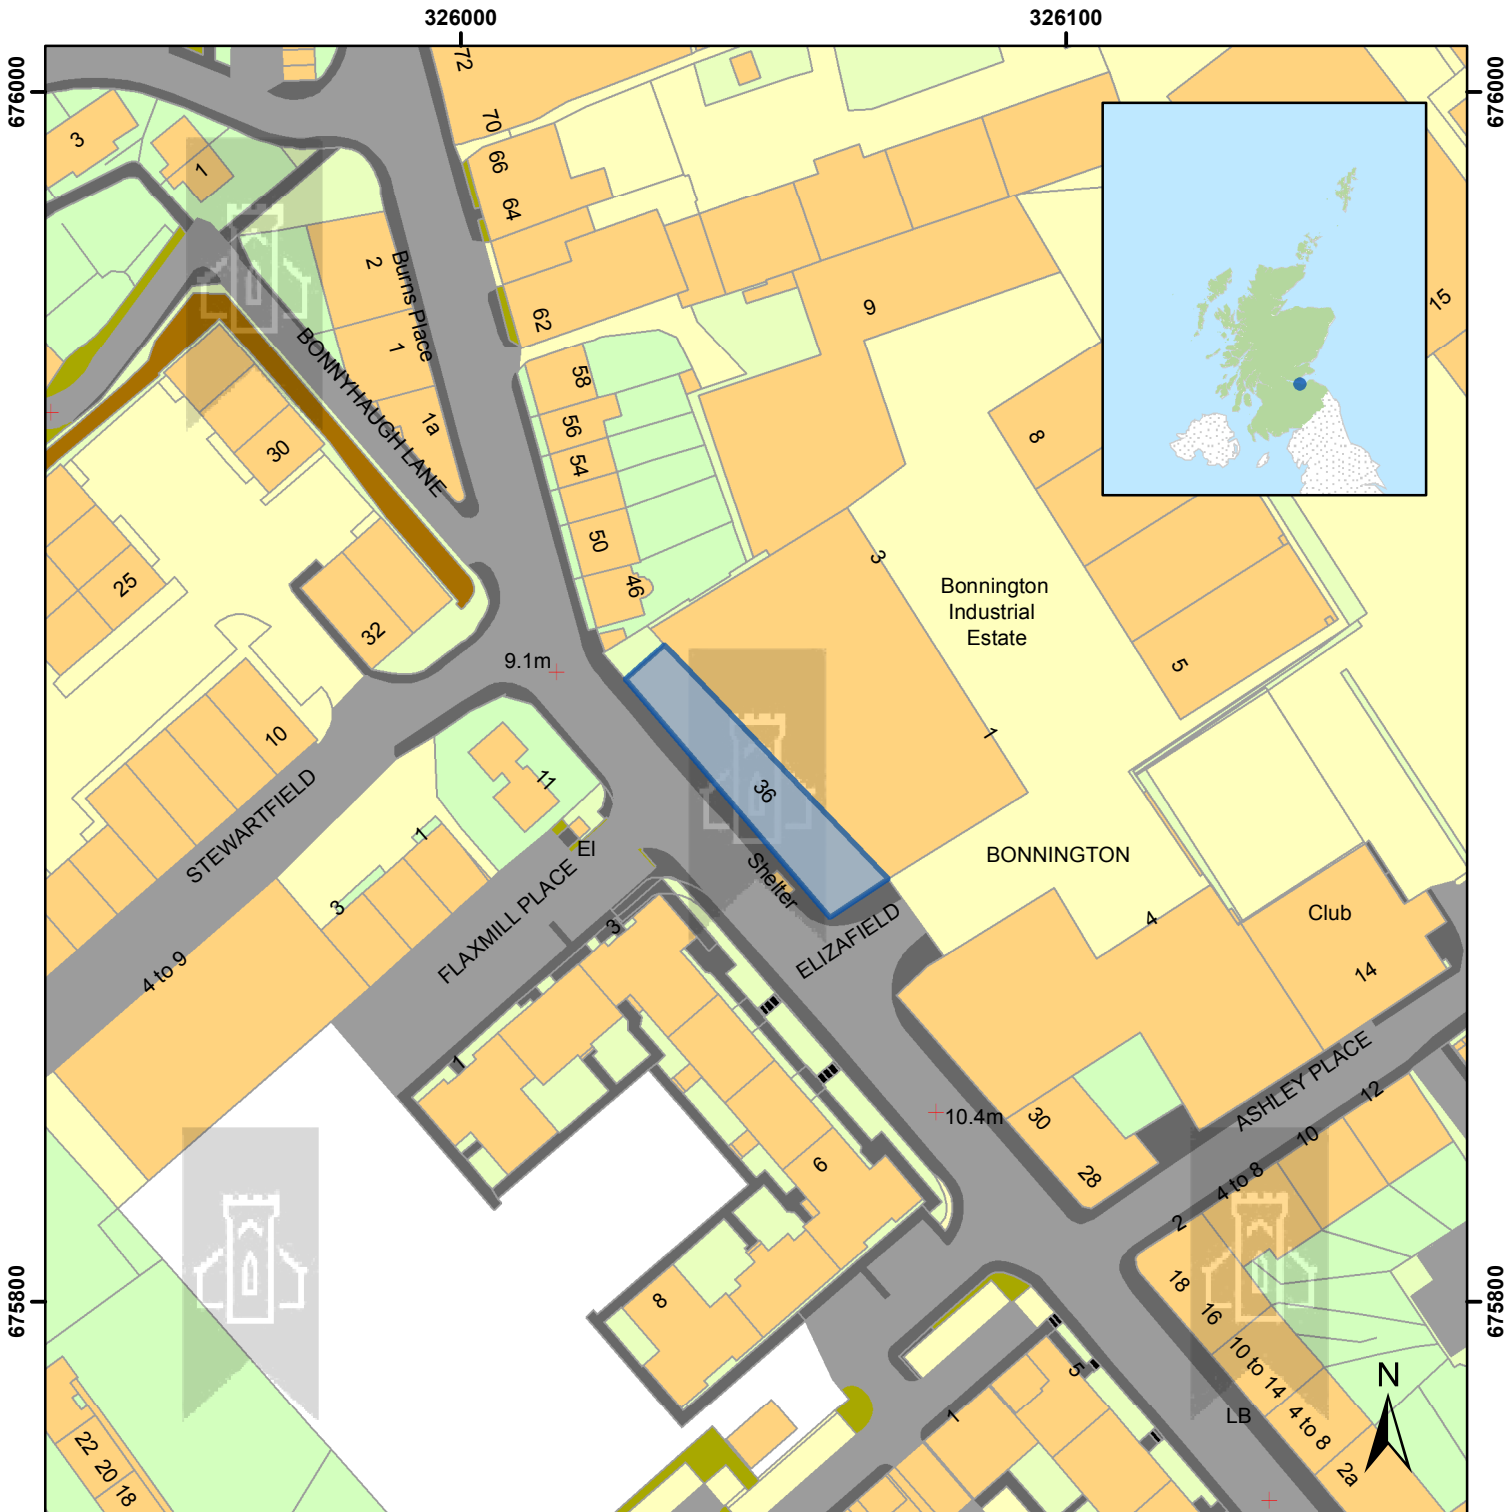 326000
326100
676000
676000
72
70
66
64
62
3
1
2
1
1a
Burns Place
BONNYHAUGH LANE
58
56
54
50
46
9
15
8
5
3
1
Bonnington
Industrial
Estate
30
25
32
9.1m
10
11
36
Shelter
El
STEWARTFIELD
1
3
4 to 9
FLAXMILL PLACE
ELIZAFIELD
BONNINGTON
4
Club
14
3
1
10.4m
30
28
ASHLEY PLACE
12
10
4 to 8
2
6
8
18
16
10 to 14
4 to 8
2a
LB
5
1
22
20
18
N
675800
675800